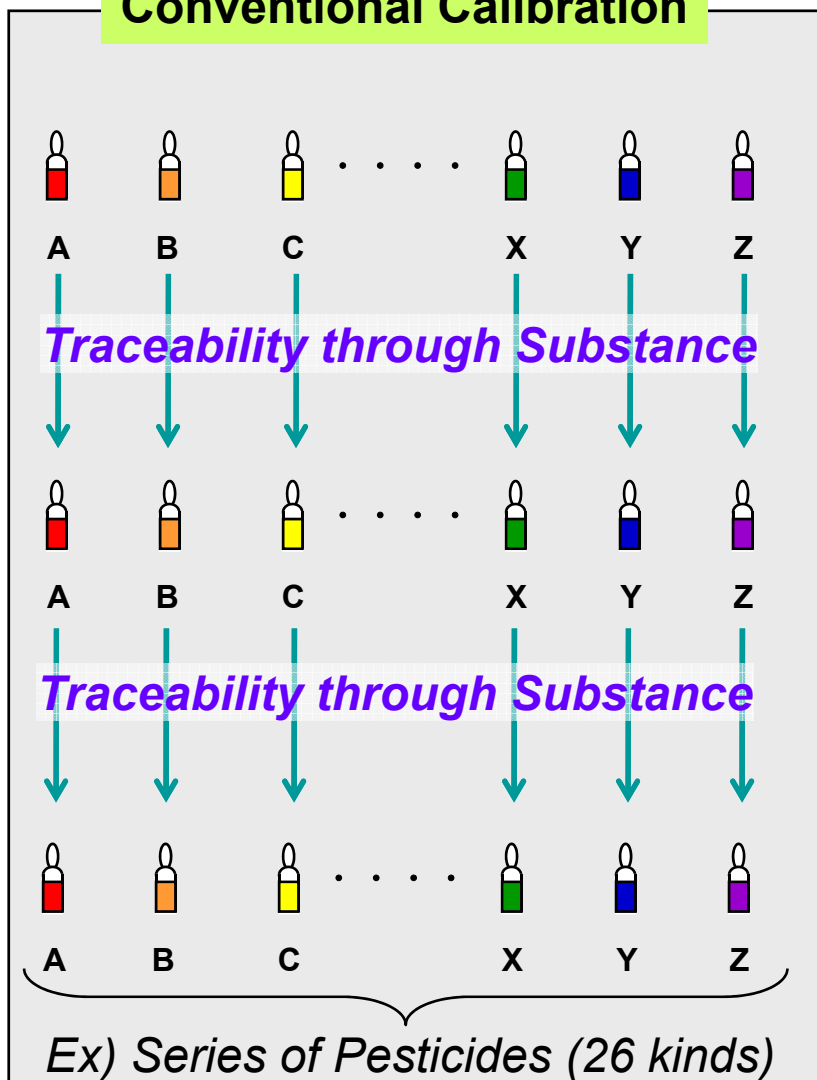 Conventional Calibration
. . . .
A B C X Y Z
Traceability through Substance
. . . .
A B C X Y Z
Traceability through Substance
. . . .
A B C X Y Z
Ex) Series of Pesticides (26 kinds)